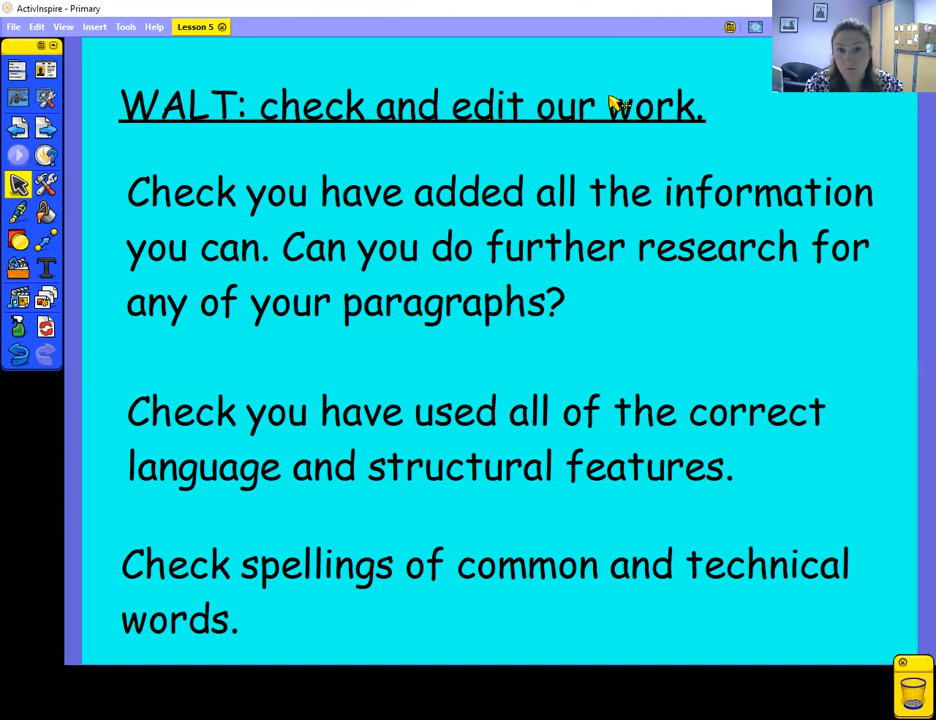 ActivInspire - Primary
File Edit View Insert Tools Help Lesson 5
WALT: check and edit our work.
Check you have added all the information
you can. Can you do further research for
any of your paragraphs?
Check you have used all of the correct
language and structural features.
Check spellings of common and technical
words.